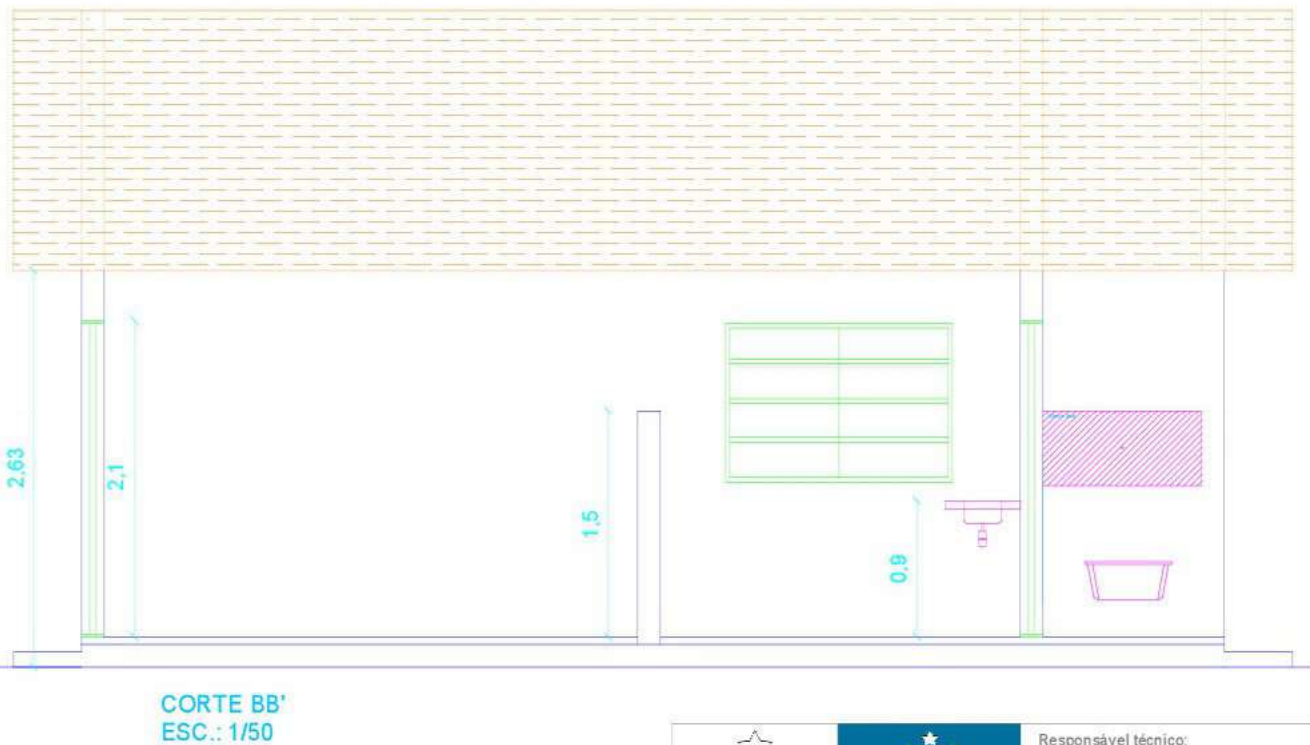 2,63
2,1
1,5
0,9
CORTE BB'
ESC.: 1/50
Responsável técnico: